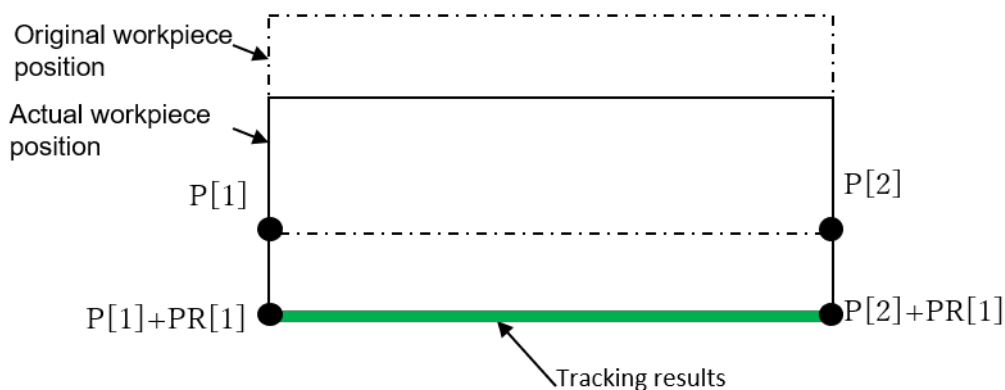 Original workpiece
position
Actual workpiece
position
P[1]
P[2]
P[1]+PR[1]
P[2]+PR[1]
Tracking results